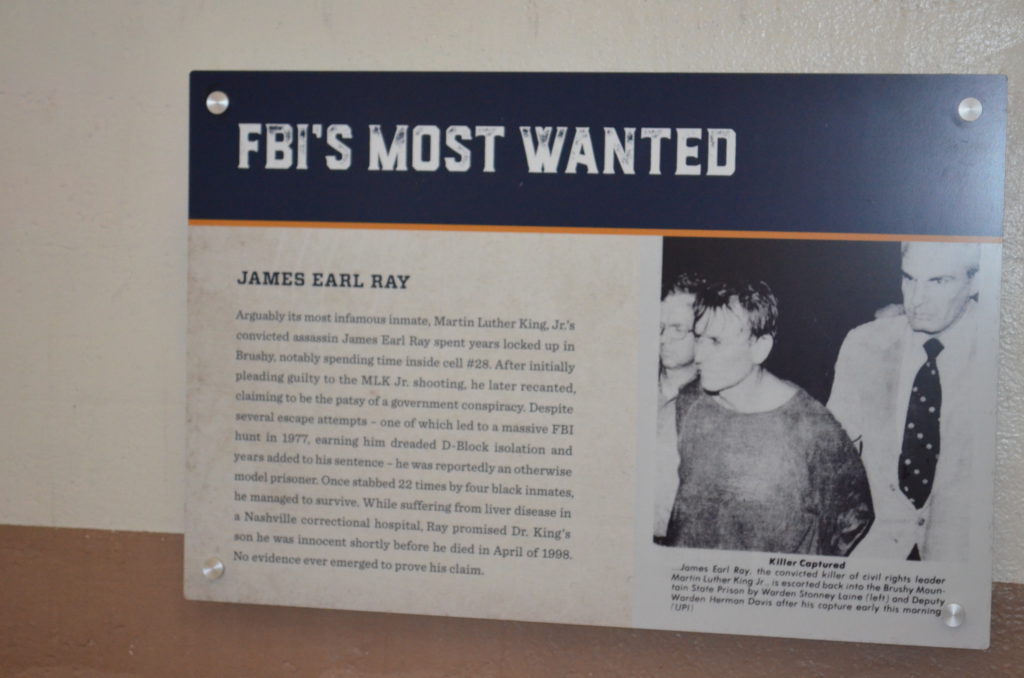 FBI'S MOST WANTED
JAMES EARL RAY
Arguably its most infamous inmate, Martin Luther King, Jr.'s
convicted assassin James Earl Ray spent years locked up in
Brushy, notably spending time inside cell #28. After initially
pleading guilty to the MLK Jr. shooting, he later recanted,
claiming to be the patsy of a government conspiracy. Despite
several escape attempts – one of which led to a massive FBI
hunt in 1977, earning him dreaded D-Block isolation and
years added to his sentence – he was reportedly an otherwise
model prisoner. Once stabbed 22 times by four black inmates,
he managed to survive. While suffering from liver disease in
a Nashville correctional hospital, Ray promised Dr. King's
son he was innocent shortly before he died in April of 1998.
No evidence ever emerged to prove his claim.
Killer Captured
...James Earl Ray, the convicted killer of civil rights leader
Martin Luther King Jr., is escorted back into the Brushy Moun-
tain State Prison by Warden Stonney Laine (left) and Deputy
Warden Herman Davis after his capture early this morning
(UPI)